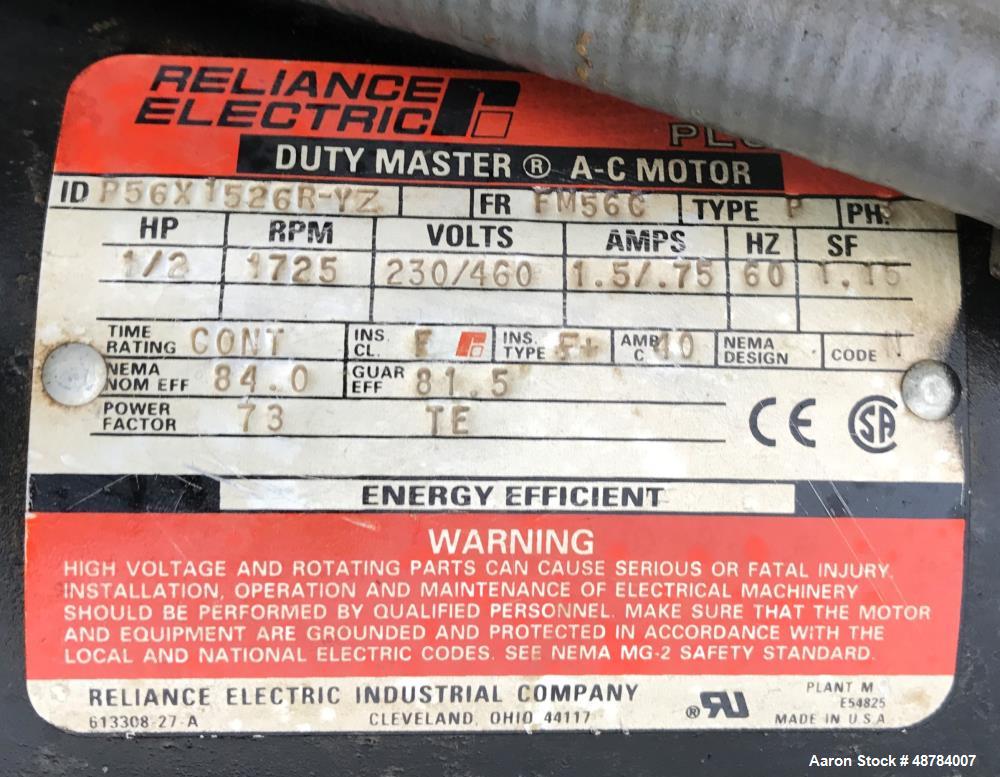 RELIANCE
ELECTRIC
DUTY MASTER ® A-C MOTOR
ID P56X1526R-YZ FR FM56C TYPE P PH.
HP RPM VOLTS AMPS HZ SF
1/2 1725 230/460 1.5/.75 60 1.15
TIME RATING CONT INS. CL. F INS. TYPE F+ AMB C 40 NEMA DESIGN CODE
NEMA NOM EFF 84.0 GUAR EFF 81.5
POWER FACTOR 73 TE
CE SA
ENERGY EFFICIENT
WARNING
HIGH VOLTAGE AND ROTATING PARTS CAN CAUSE SERIOUS OR FATAL INJURY.
INSTALLATION, OPERATION AND MAINTENANCE OF ELECTRICAL MACHINERY
SHOULD BE PERFORMED BY QUALIFIED PERSONNEL. MAKE SURE THAT THE MOTOR
AND EQUIPMENT ARE GROUNDED AND PROTECTED IN ACCORDANCE WITH THE
LOCAL AND NATIONAL ELECTRIC CODES. SEE NEMA MG-2 SAFETY STANDARD.
RELIANCE ELECTRIC INDUSTRIAL COMPANY
613308-27-A CLEVELAND, OHIO 44117
® RU
PLANT M
E54825
MADE IN U.S.A
Aaron Stock # 48784007